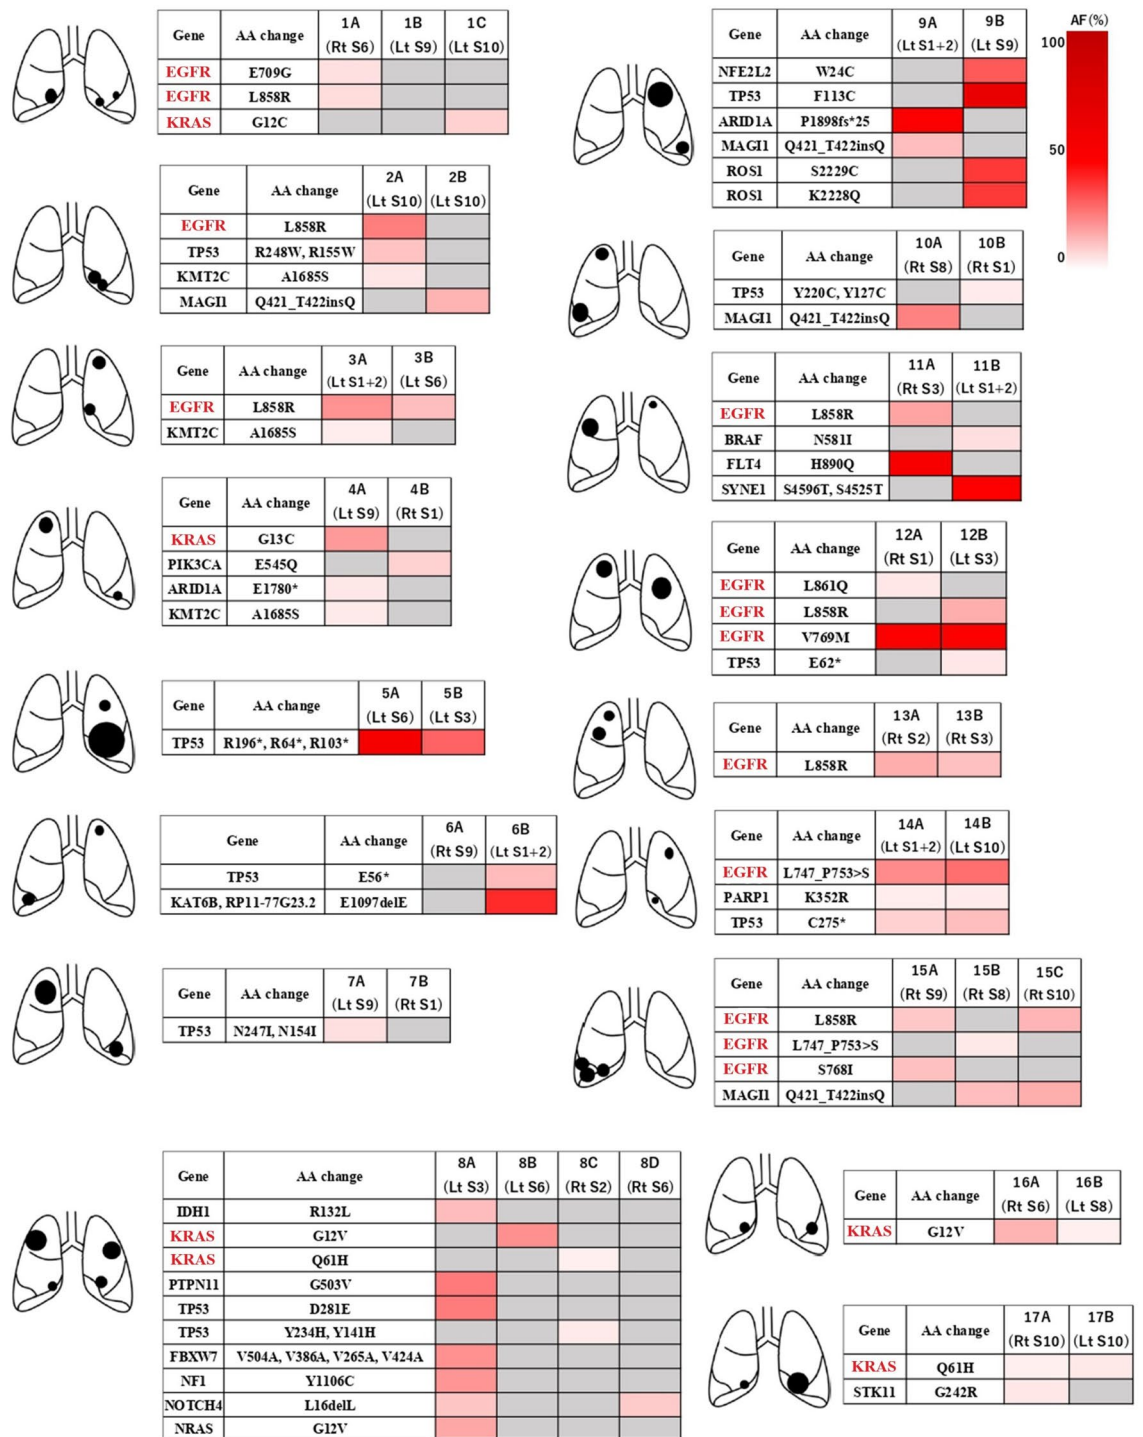 Gene AA change 1A (Rt S6) 1B (Lt S9) 1C (Lt S10)
EGFR E709G
EGFR L858R
KRAS G12C
Gene AA change 2A (Lt S10) 2B (Lt S10)
EGFR L858R
TP53 R248W, R155W
KMT2C A1685S
MAGI1 Q421_T422insQ
Gene AA change 3A (Lt S1+2) 3B (Lt S6)
EGFR L858R
KMT2C A1685S
Gene AA change 4A (Lt S9) 4B (Rt S1)
KRAS G13C
PIK3CA E545Q
ARID1A E1780*
KMT2C A1685S
Gene AA change 5A (Lt S6) 5B (Lt S3)
TP53 R196*, R64*, R103*
Gene AA change 6A (Rt S9) 6B (Lt S1+2)
TP53 E56*
KAT6B, RP11-77G23.2 E1097delE
Gene AA change 7A (Lt S9) 7B (Rt S1)
TP53 N247I, N154I
Gene AA change 8A (Lt S3) 8B (Lt S6) 8C (Rt S2) 8D (Rt S6)
IDH1 R132L
KRAS G12V
KRAS Q61H
PTPN11 G503V
TP53 D281E
TP53 Y234H, Y141H
FBXW7 V504A, V386A, V265A, V424A
NF1 Y1106C
NOTCH4 L16delL
NRAS G12V
Gene AA change 9A (Lt S1+2) 9B (Lt S9)
NFE2L2 W24C
TP53 F113C
ARID1A P1898fs*25
MAGI1 Q421_T422insQ
ROS1 S2229C
ROS1 K2228Q
AF(%)
100
50
0
Gene AA change 10A (Rt S8) 10B (Rt S1)
TP53 Y220C, Y127C
MAGI1 Q421_T422insQ
Gene AA change 11A (Rt S3) 11B (Lt S1+2)
EGFR L858R
BRAF N581I
FLT4 H890Q
SYNE1 S4596T, S4525T
Gene AA change 12A (Rt S1) 12B (Lt S3)
EGFR L861Q
EGFR L858R
EGFR V769M
TP53 E62*
Gene AA change 13A (Rt S2) 13B (Rt S3)
EGFR L858R
Gene AA change 14A (Lt S1+2) 14B (Lt S10)
EGFR L747_P753>S
PARP1 K352R
TP53 C275*
Gene AA change 15A (Rt S9) 15B (Rt S8) 15C (Rt S10)
EGFR L858R
EGFR L747_P753>S
EGFR S768I
MAGI1 Q421_T422insQ
Gene AA change 16A (Rt S6) 16B (Lt S8)
KRAS G12V
Gene AA change 17A (Rt S10) 17B (Lt S10)
KRAS Q61H
STK11 G242R